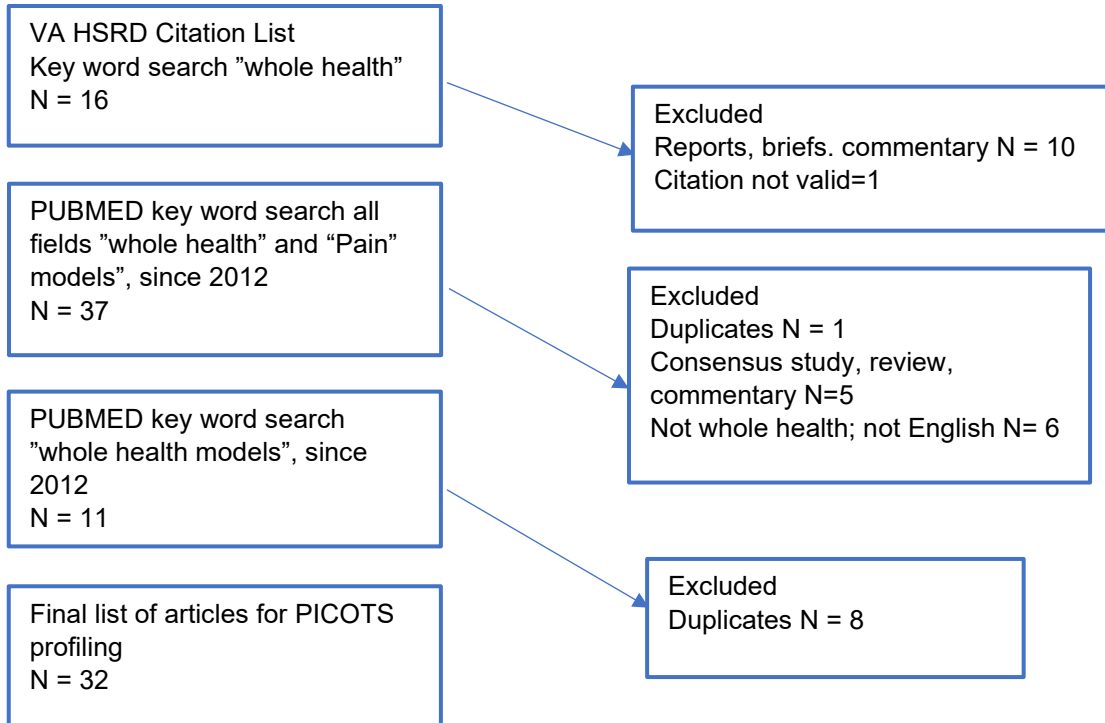 VA HSRD Citation List
Key word search ”whole health”
N = 16
Excluded
Reports, briefs. commentary N = 10
Citation not valid=1
PUBMED key word search all
fields ”whole health” and “Pain”
models”, since 2012
N = 37
Excluded
Duplicates N = 1
Consensus study, review,
commentary N=5
Not whole health; not English N= 6
PUBMED key word search
”whole health models”, since
2012
N = 11
Excluded
Duplicates N = 8
Final list of articles for PICOTS
profiling
N = 32